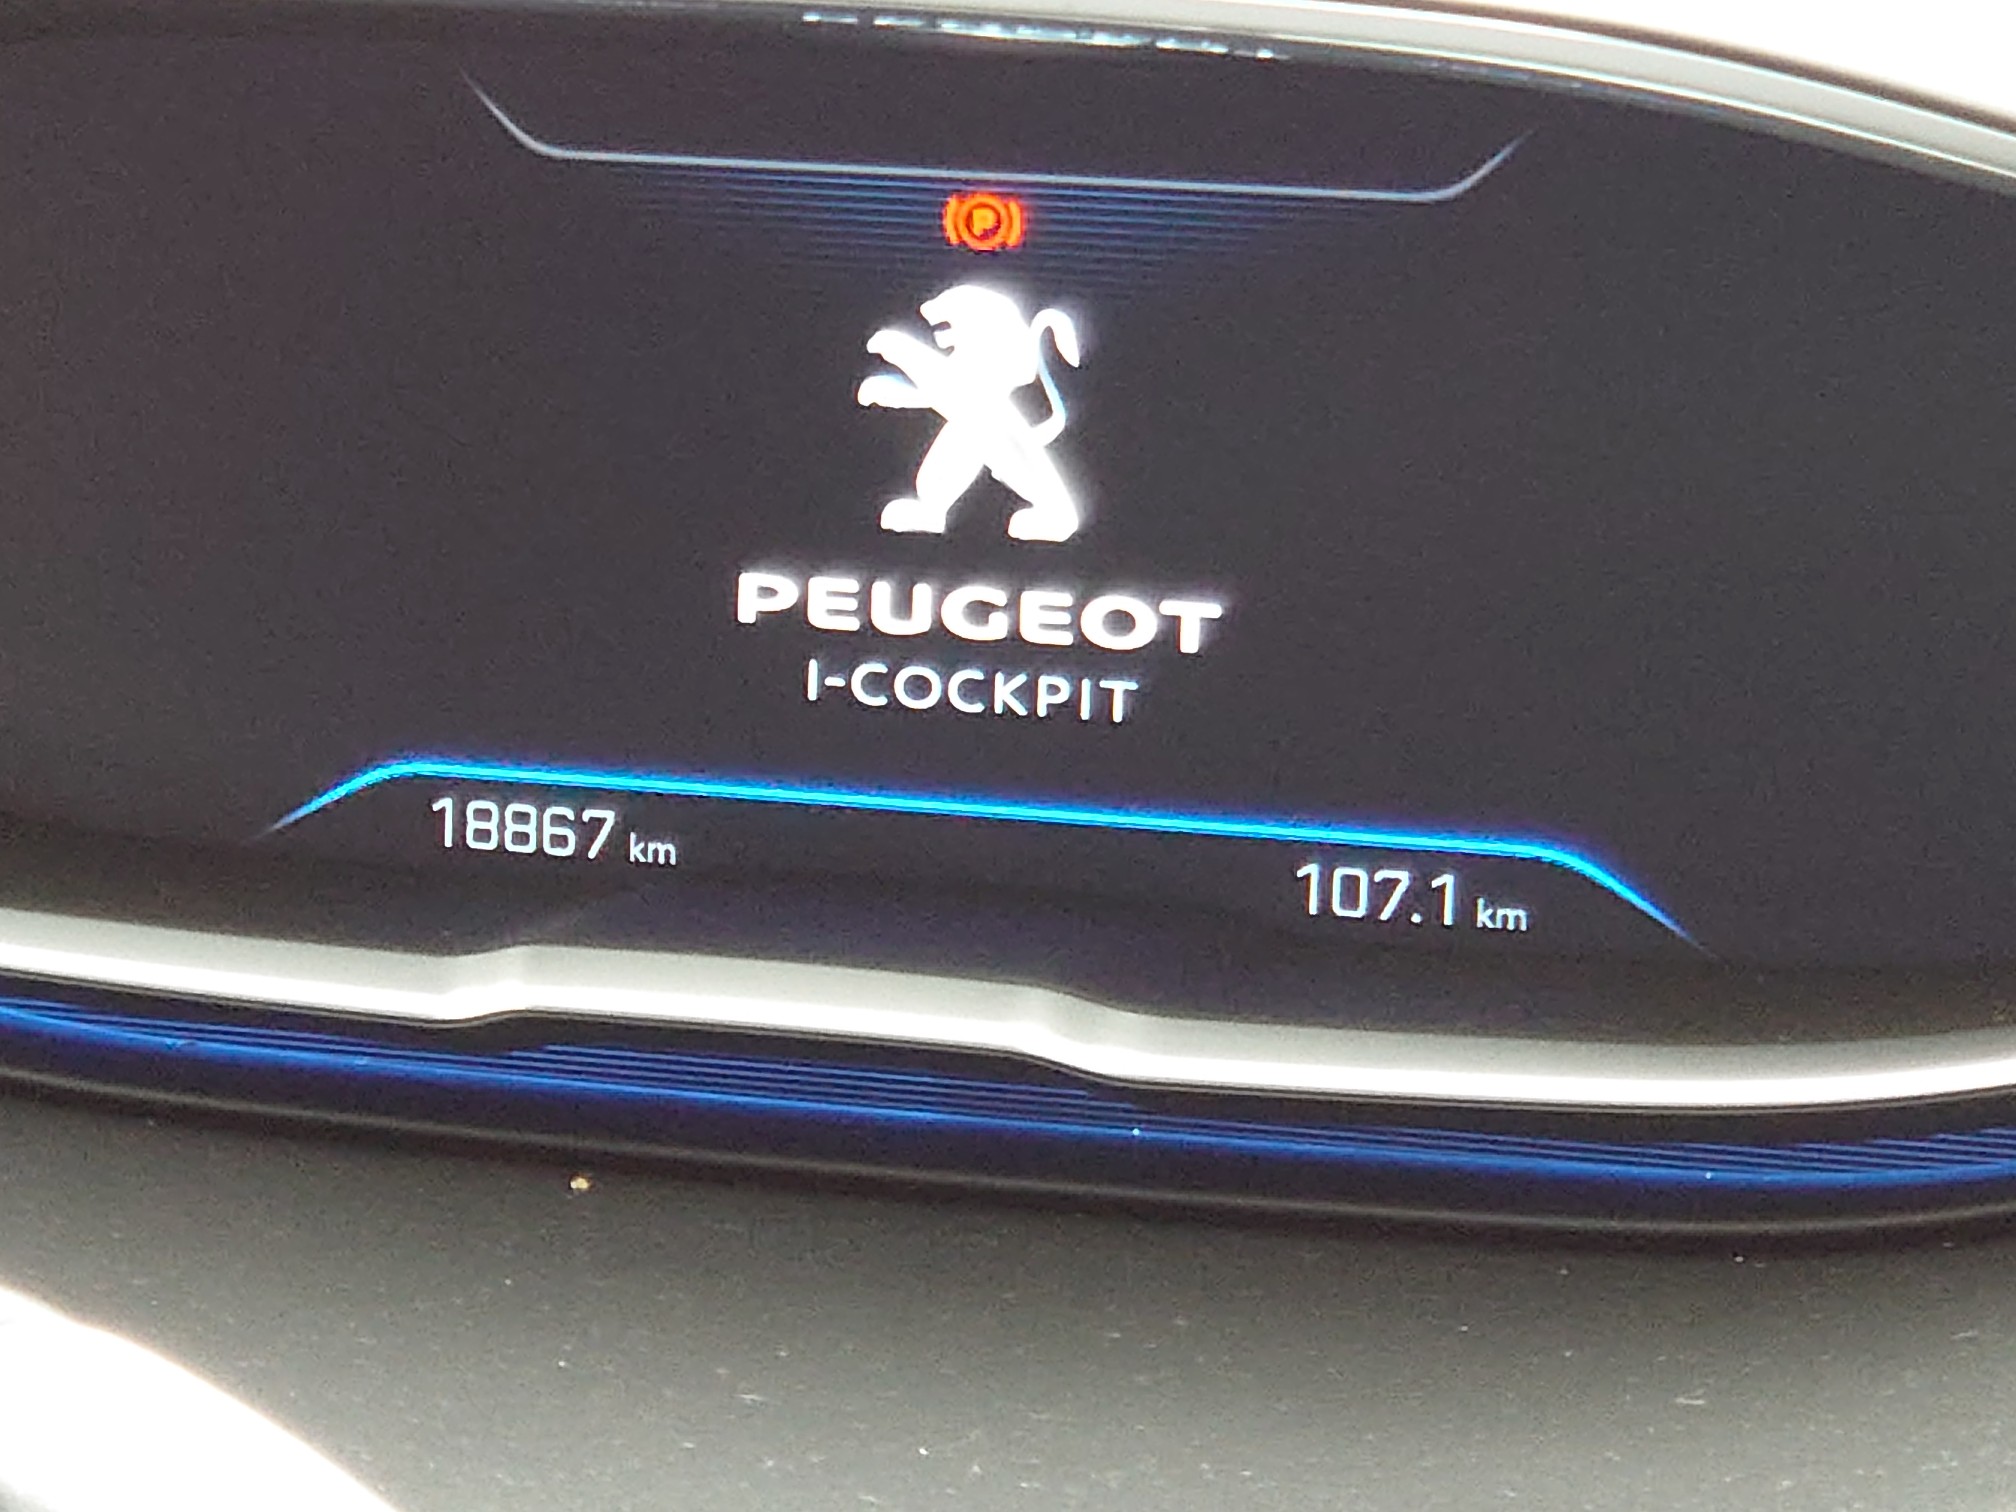 P
PEUGEOT
I-COCKPIT
18867 km
107.1 km